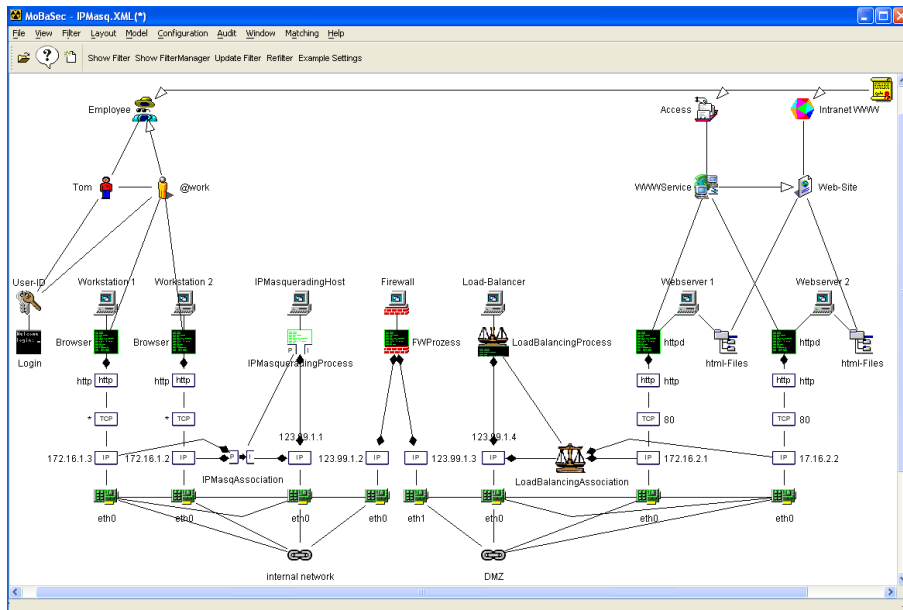 MoBaSec - IPMasq.XML(*)
File View Filter Layout Model Configuration Audit Window Matching Help
Show Filter Show FilterManager Update Filter Refilter Example Settings
Employee
Access
Intranet WWW
Tom
@work
WWWService
Web-Site
User-ID
Workstation 1
Workstation 2
IPMasqueradingHost
Firewall
Load-Balancer
Webserver 1
Webserver 2
Welcome
login:
Login
Browser
Browser
P I
IPMasqueradingProcess
FWProzess
LoadBalancingProcess
httpd
html-Files
httpd
html-Files
http http
http http
http http
http http
* TCP
* TCP
TCP 80
TCP 80
172.16.1.3 IP
172.16.1.2 IP
P I
IPMasqAssociation
123.99.1.1
IP
123.99.1.2 IP
123.99.1.3 IP
123.99.1.4
IP
LoadBalancingAssociation
IP 172.16.2.1
IP 17.16.2.2
eth0
eth0
eth0
eth0
eth1
eth0
eth0
eth0
internal network
DMZ